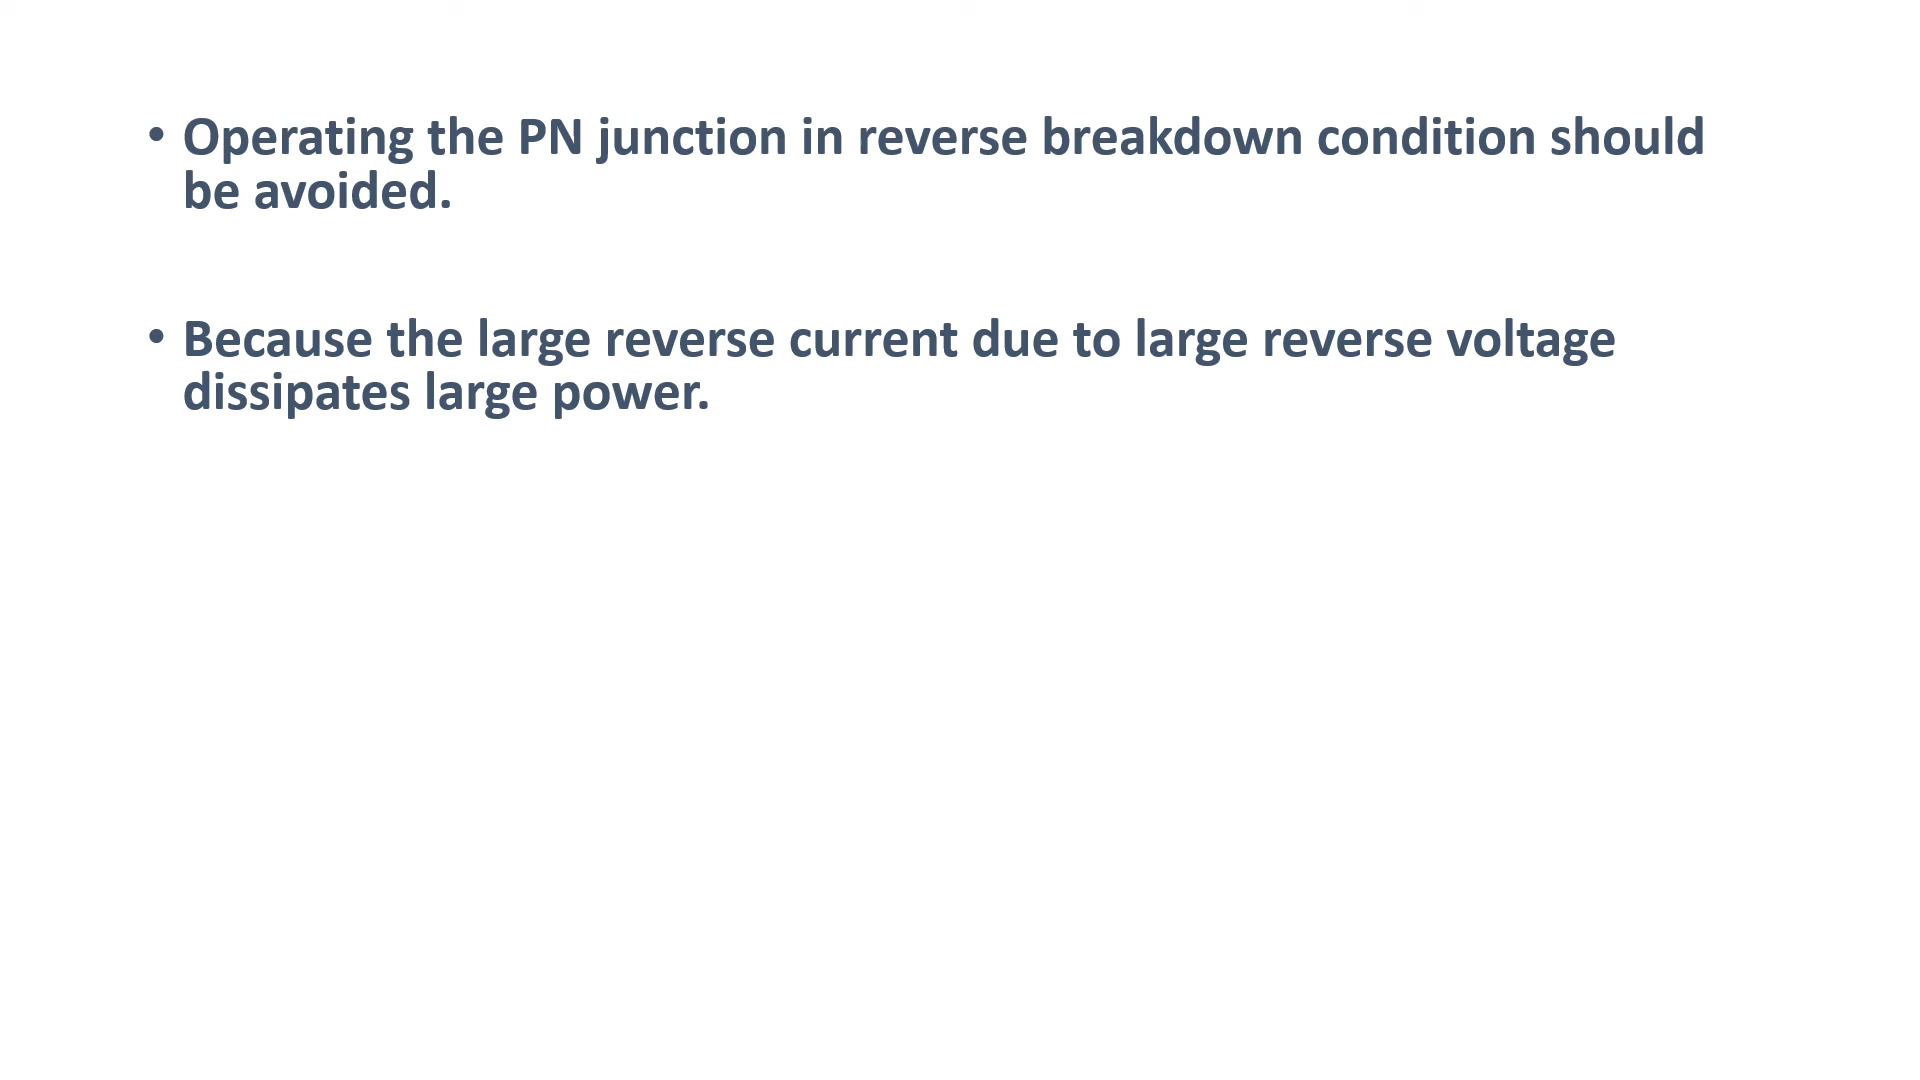 • Operating the PN junction in reverse breakdown condition should
be avoided.
• Because the large reverse current due to large reverse voltage
dissipates large power.